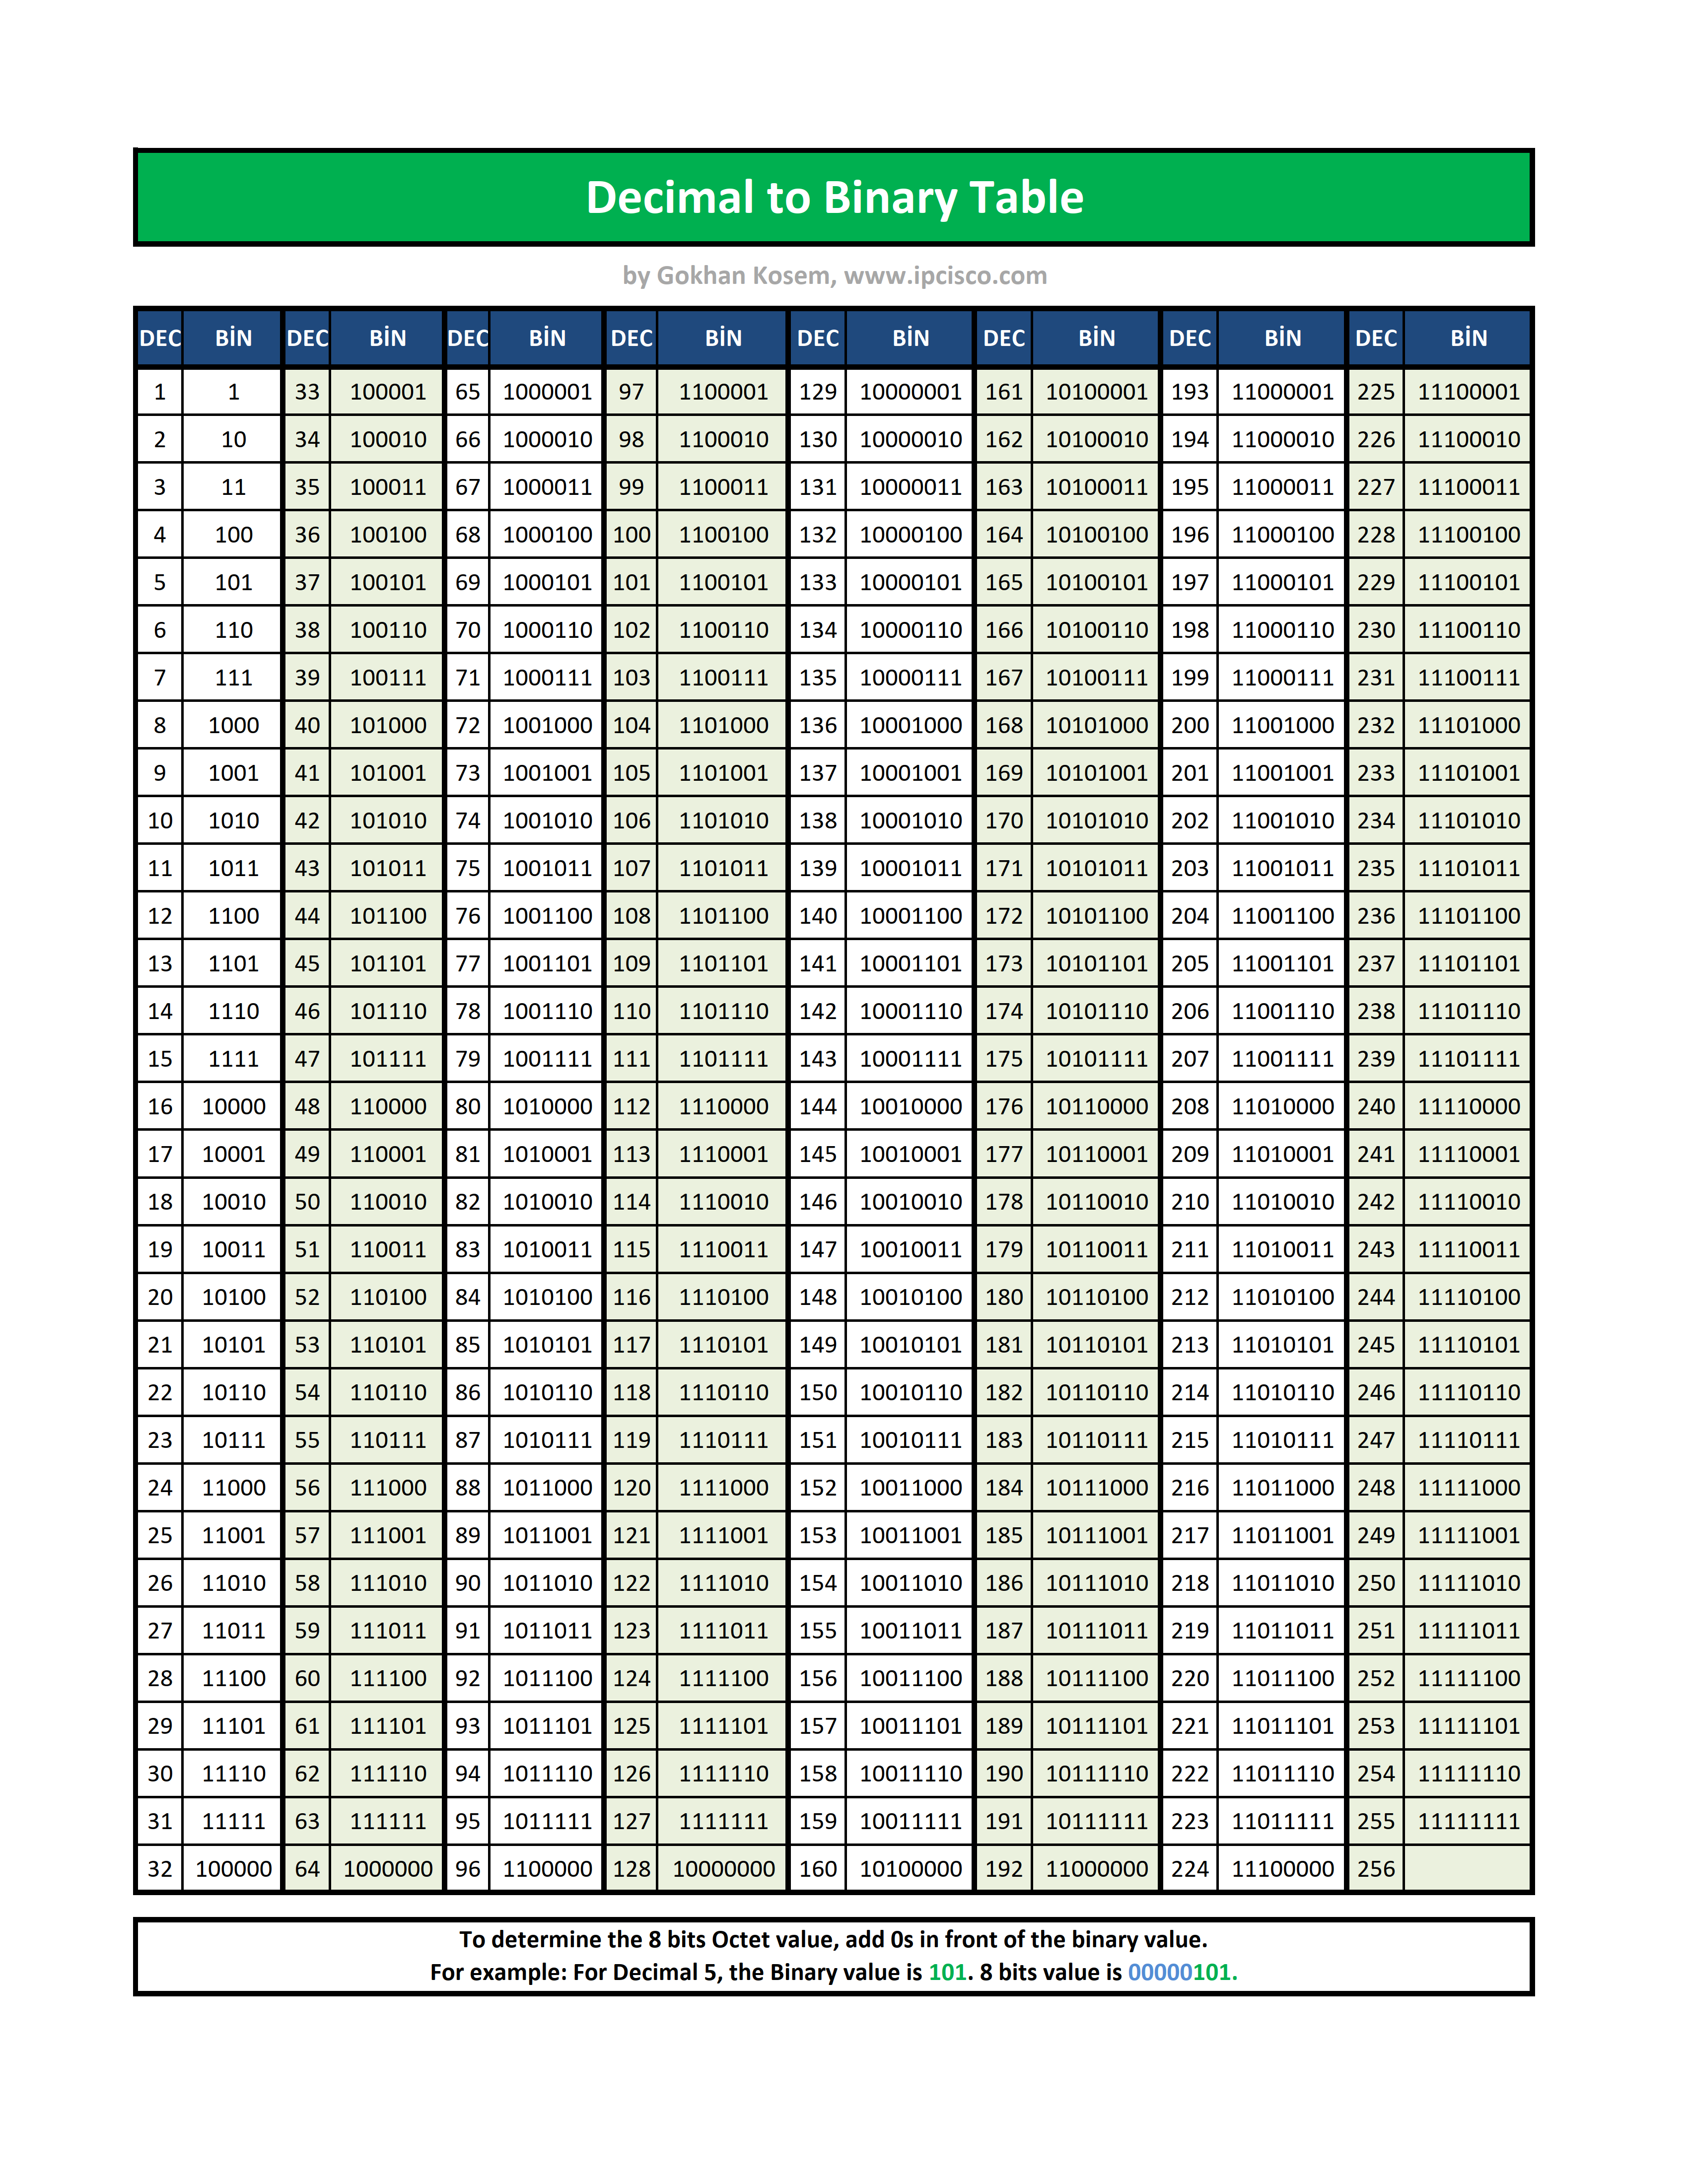 Decimal to Binary Table
by Gokhan Kosem, www.ipcisco.com
DEC BİN DEC BİN DEC BİN DEC BİN DEC BİN DEC BİN DEC BİN DEC BİN
1 1 33 100001 65 1000001 97 1100001 129 10000001 161 10100001 193 11000001 225 11100001
2 10 34 100010 66 1000010 98 1100010 130 10000010 162 10100010 194 11000010 226 11100010
3 11 35 100011 67 1000011 99 1100011 131 10000011 163 10100011 195 11000011 227 11100011
4 100 36 100100 68 1000100 100 1100100 132 10000100 164 10100100 196 11000100 228 11100100
5 101 37 100101 69 1000101 101 1100101 133 10000101 165 10100101 197 11000101 229 11100101
6 110 38 100110 70 1000110 102 1100110 134 10000110 166 10100110 198 11000110 230 11100110
7 111 39 100111 71 1000111 103 1100111 135 10000111 167 10100111 199 11000111 231 11100111
8 1000 40 101000 72 1001000 104 1101000 136 10001000 168 10101000 200 11001000 232 11101000
9 1001 41 101001 73 1001001 105 1101001 137 10001001 169 10101001 201 11001001 233 11101001
10 1010 42 101010 74 1001010 106 1101010 138 10001010 170 10101010 202 11001010 234 11101010
11 1011 43 101011 75 1001011 107 1101011 139 10001011 171 10101011 203 11001011 235 11101011
12 1100 44 101100 76 1001100 108 1101100 140 10001100 172 10101100 204 11001100 236 11101100
13 1101 45 101101 77 1001101 109 1101101 141 10001101 173 10101101 205 11001101 237 11101101
14 1110 46 101110 78 1001110 110 1101110 142 10001110 174 10101110 206 11001110 238 11101110
15 1111 47 101111 79 1001111 111 1101111 143 10001111 175 10101111 207 11001111 239 11101111
16 10000 48 110000 80 1010000 112 1110000 144 10010000 176 10110000 208 11010000 240 11110000
17 10001 49 110001 81 1010001 113 1110001 145 10010001 177 10110001 209 11010001 241 11110001
18 10010 50 110010 82 1010010 114 1110010 146 10010010 178 10110010 210 11010010 242 11110010
19 10011 51 110011 83 1010011 115 1110011 147 10010011 179 10110011 211 11010011 243 11110011
20 10100 52 110100 84 1010100 116 1110100 148 10010100 180 10110100 212 11010100 244 11110100
21 10101 53 110101 85 1010101 117 1110101 149 10010101 181 10110101 213 11010101 245 11110101
22 10110 54 110110 86 1010110 118 1110110 150 10010110 182 10110110 214 11010110 246 11110110
23 10111 55 110111 87 1010111 119 1110111 151 10010111 183 10110111 215 11010111 247 11110111
24 11000 56 111000 88 1011000 120 1111000 152 10011000 184 10111000 216 11011000 248 11111000
25 11001 57 111001 89 1011001 121 1111001 153 10011001 185 10111001 217 11011001 249 11111001
26 11010 58 111010 90 1011010 122 1111010 154 10011010 186 10111010 218 11011010 250 11111010
27 11011 59 111011 91 1011011 123 1111011 155 10011011 187 10111011 219 11011011 251 11111011
28 11100 60 111100 92 1011100 124 1111100 156 10011100 188 10111100 220 11011100 252 11111100
29 11101 61 111101 93 1011101 125 1111101 157 10011101 189 10111101 221 11011101 253 11111101
30 11110 62 111110 94 1011110 126 1111110 158 10011110 190 10111110 222 11011110 254 11111110
31 11111 63 111111 95 1011111 127 1111111 159 10011111 191 10111111 223 11011111 255 11111111
32 100000 64 1000000 96 1100000 128 10000000 160 10100000 192 11000000 224 11100000 256
To determine the 8 bits Octet value, add 0s in front of the binary value.
For example: For Decimal 5, the Binary value is 101. 8 bits value is 00000101.